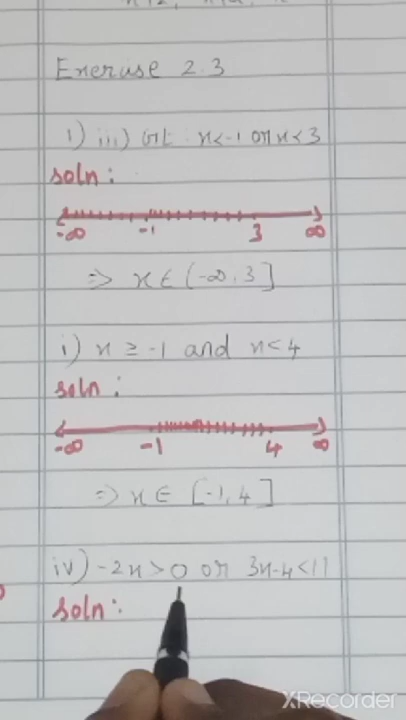 Exercise 2.3
1) iii) Gt: x<-1 or x<3
soln:
-∞ -1 3 ∞
=> x ∈ (-∞, 3]
i) x ≥ -1 and x<4
soln:
-∞ -1 4 ∞
=> x ∈ [-1, 4]
iv) -2x>0 or 3x-4<11
soln:
XRecorder